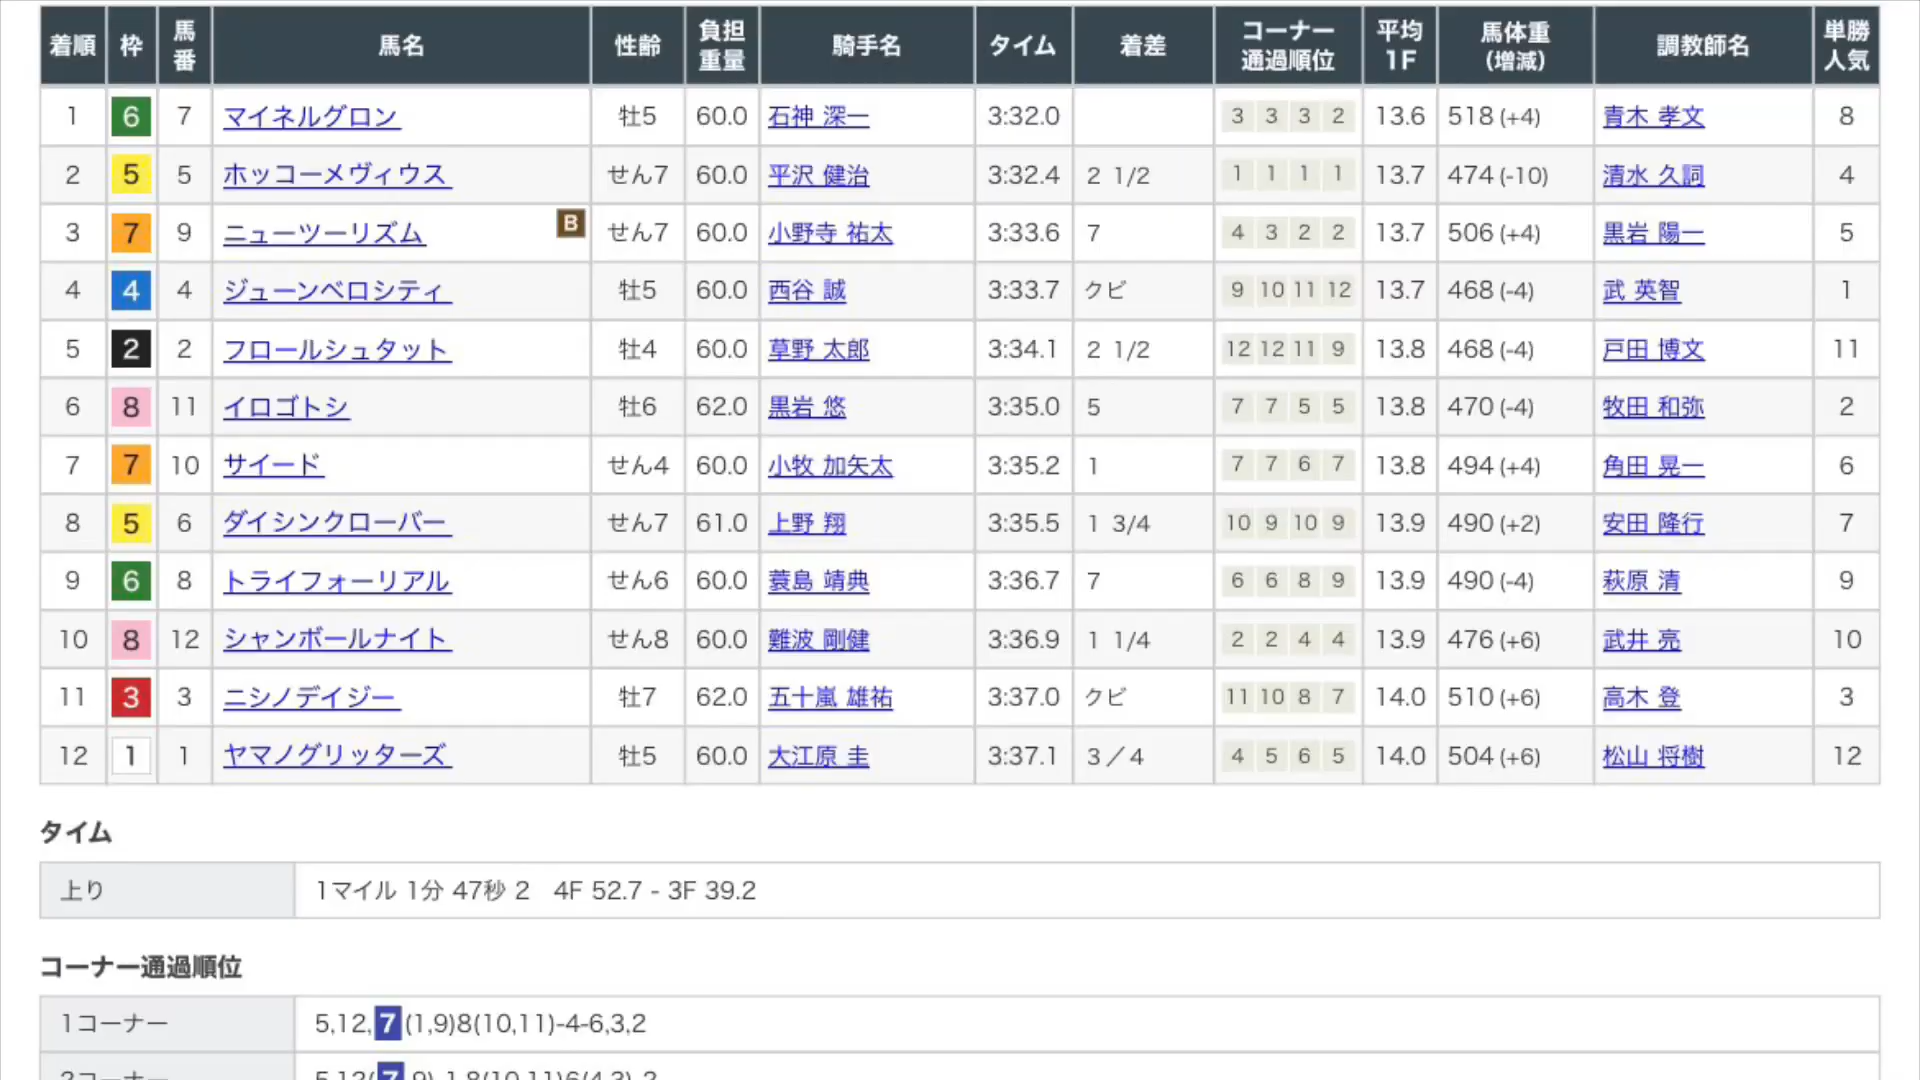 着順 枠 馬番 馬名 性齢 負担重量 騎手名 タイム 着差 コーナー通過順位 平均1F 馬体重(増減) 調教師名 単勝人気
1 6 7 マイネルグロン 牡5 60.0 石神 深一 3:32.0 3 3 3 2 13.6 518 (+4) 青木 孝文 8
2 5 5 ホッコーメヴィウス せん7 60.0 平沢 健治 3:32.4 2 1/2 1 1 1 1 13.7 474 (-10) 清水 久詞 4
3 7 9 ニューツーリズム B せん7 60.0 小野寺 祐太 3:33.6 7 4 3 2 2 13.7 506 (+4) 黒岩 陽一 5
4 4 4 ジューンベロシティ 牡5 60.0 西谷 誠 3:33.7 クビ 9 10 11 12 13.7 468 (-4) 武 英智 1
5 2 2 フロールシュタット 牡4 60.0 草野 太郎 3:34.1 2 1/2 12 12 11 9 13.8 468 (-4) 戸田 博文 11
6 8 11 イロゴトシ 牡6 62.0 黒岩 悠 3:35.0 5 7 7 5 5 13.8 470 (-4) 牧田 和弥 2
7 7 10 サイード せん4 60.0 小牧 加矢太 3:35.2 1 7 7 6 7 13.8 494 (+4) 角田 晃一 6
8 5 6 ダイシンクローバー せん7 61.0 上野 翔 3:35.5 1 3/4 10 9 10 9 13.9 490 (+2) 安田 隆行 7
9 6 8 トライフォーリアル せん6 60.0 蓑島 靖典 3:36.7 7 6 6 8 9 13.9 490 (-4) 萩原 清 9
10 8 12 シャンボールナイト せん8 60.0 難波 剛健 3:36.9 1 1/4 2 2 4 4 13.9 476 (+6) 武井 亮 10
11 3 3 ニシノデイジー 牡7 62.0 五十嵐 雄祐 3:37.0 クビ 11 10 8 7 14.0 510 (+6) 高木 登 3
12 1 1 ヤマノグリッターズ 牡5 60.0 大江原 圭 3:37.1 3／4 4 5 6 5 14.0 504 (+6) 松山 将樹 12
タイム
上り 1マイル 1分 47秒 2 4F 52.7 - 3F 39.2
コーナー通過順位
1コーナー 5,12,7(1,9)8(10,11)-4-6,3,2
2コーナー 5,12(7,9)-1,8(10,11)6(4,3)-2